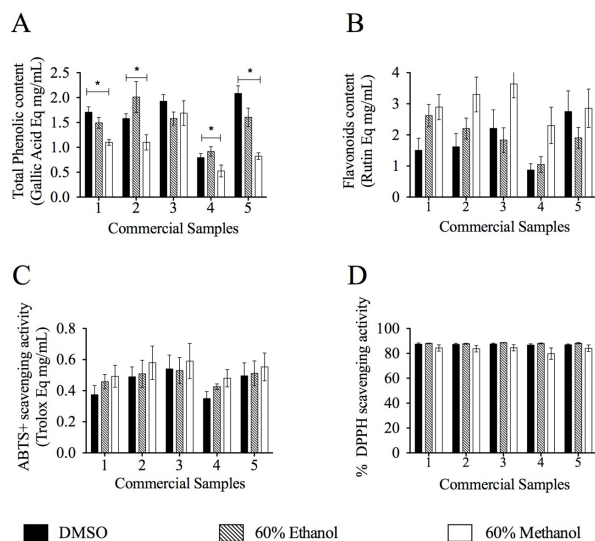 A
Total Phenolic content
(Gallic Acid Eq mg/mL)
2.5
2.0
1.5
1.0
0.5
0.0
* * * *
1 2 3 4 5
Commercial Samples
B
Flavonoids content
(Rutin Eq mg/mL)
4
3
2
1
0
1 2 3 4 5
Commercial Samples
C
ABTS+ scavenging activity
(Trolox Eq mg/mL)
0.8
0.6
0.4
0.2
0.0
1 2 3 4 5
Commercial Samples
D
% DPPH scavenging activity
100
80
60
40
20
0
1 2 3 4 5
Commercial Samples
DMSO 60% Ethanol 60% Methanol